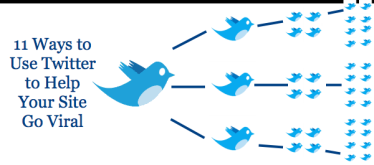 11 Ways to
Use Twitter
to Help
Your Site
Go Viral